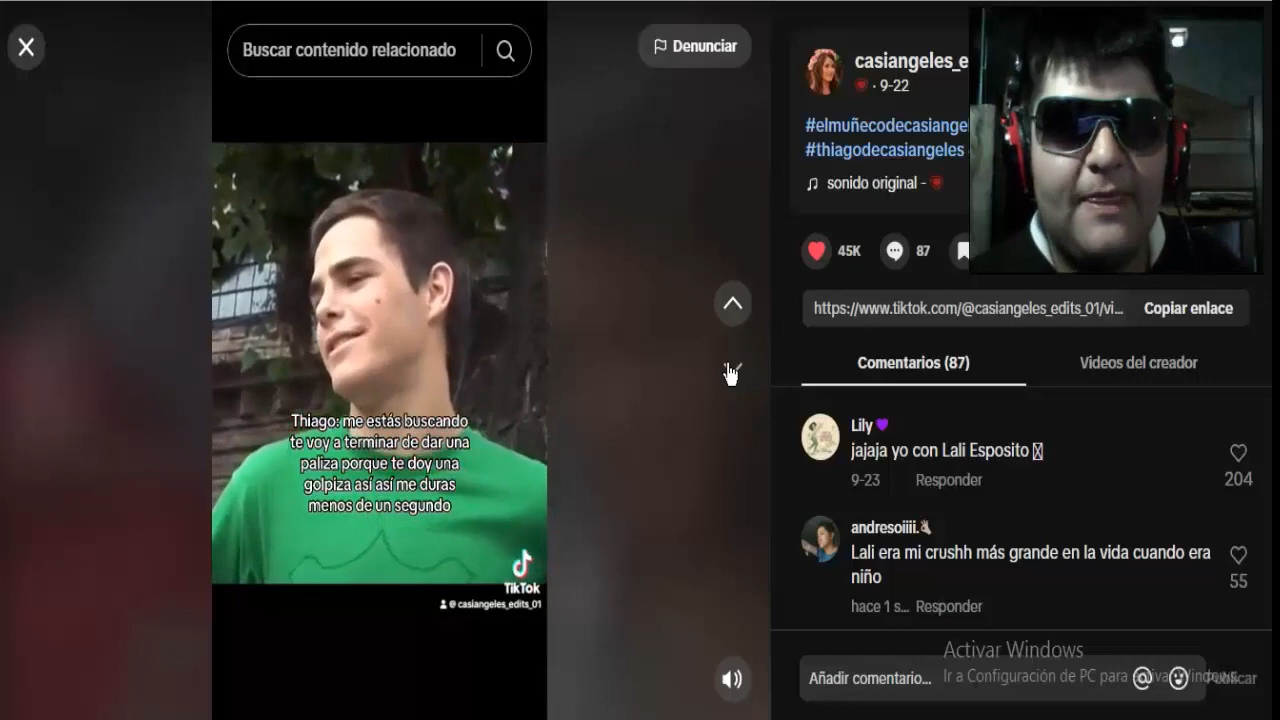 Buscar contenido relacionado
Denunciar
Thiago: me estás buscando
te voy a terminar de dar una
paliza porque te doy una
golpiza así así me duras
menos de un segundo
TikTok
@casiangeles_edits_01
casiangeles_e
· 9-22
#elmuñecodecasiange
#thiagodecasiangeles
sonido original -
45K
87
https://www.tiktok.com/@casiangeles_edits_01/vi...
Copiar enlace
Comentarios (87)
Videos del creador
Lily
jajaja yo con Lali Esposito
9-23
Responder
204
andresoiiii.
Lali era mi crushh más grande en la vida cuando era
niño
55
hace 1 s...
Responder
Activar Windows
Ir a Configuración de PC para activar Windows.
Añadir comentario...
Publicar